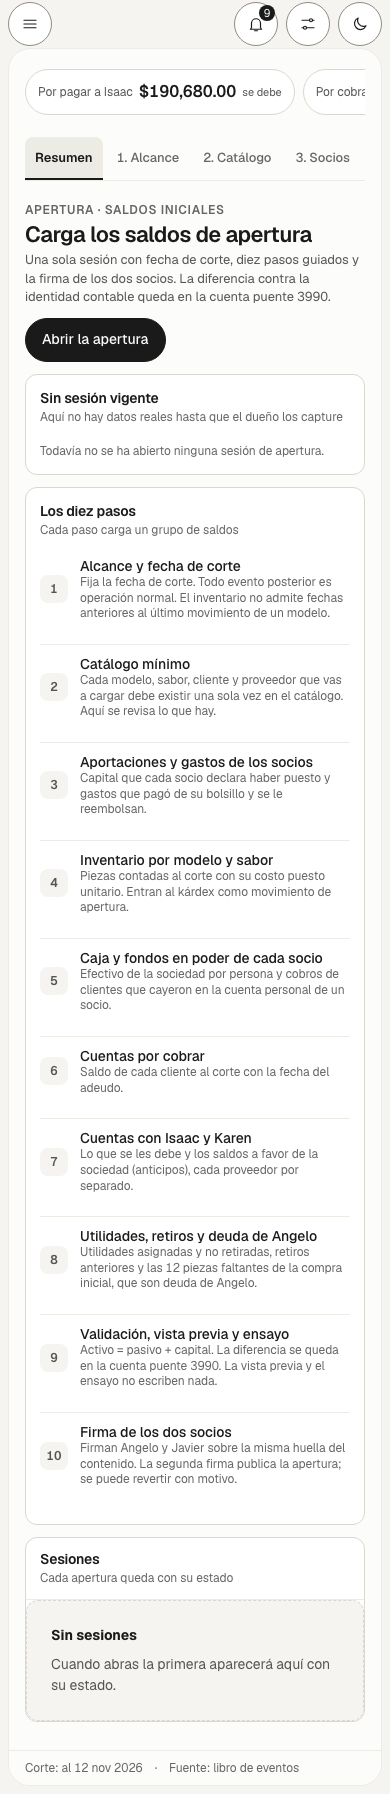 9
Por pagar a Isaac $190,680.00 se debe
Por cobra
Resumen 1. Alcance 2. Catálogo 3. Socios
APERTURA · SALDOS INICIALES
Carga los saldos de apertura
Una sola sesión con fecha de corte, diez pasos guiados y
la firma de los dos socios. La diferencia contra la
identidad contable queda en la cuenta puente 3990.
Abrir la apertura
Sin sesión vigente
Aquí no hay datos reales hasta que el dueño los capture
Todavía no se ha abierto ninguna sesión de apertura.
Los diez pasos
Cada paso carga un grupo de saldos
1
Alcance y fecha de corte
Fija la fecha de corte. Todo evento posterior es
operación normal. El inventario no admite fechas
anteriores al último movimiento de un modelo.
2
Catálogo mínimo
Cada modelo, sabor, cliente y proveedor que vas
a cargar debe existir una sola vez en el catálogo.
Aquí se revisa lo que hay.
3
Aportaciones y gastos de los socios
Capital que cada socio declara haber puesto y
gastos que pagó de su bolsillo y se le
reembolsan.
4
Inventario por modelo y sabor
Piezas contadas al corte con su costo puesto
unitario. Entran al kárdex como movimiento de
apertura.
5
Caja y fondos en poder de cada socio
Efectivo de la sociedad por persona y cobros de
clientes que cayeron en la cuenta personal de un
socio.
6
Cuentas por cobrar
Saldo de cada cliente al corte con la fecha del
adeudo.
7
Cuentas con Isaac y Karen
Lo que se les debe y los saldos a favor de la
sociedad (anticipos), cada proveedor por
separado.
8
Utilidades, retiros y deuda de Angelo
Utilidades asignadas y no retiradas, retiros
anteriores y las 12 piezas faltantes de la compra
inicial, que son deuda de Angelo.
9
Validación, vista previa y ensayo
Activo = pasivo + capital. La diferencia se queda
en la cuenta puente 3990. La vista previa y el
ensayo no escriben nada.
10
Firma de los dos socios
Firman Angelo y Javier sobre la misma huella del
contenido. La segunda firma publica la apertura;
se puede revertir con motivo.
Sesiones
Cada apertura queda con su estado
Sin sesiones
Cuando abras la primera aparecerá aquí con
su estado.
Corte: al 12 nov 2026 · Fuente: libro de eventos